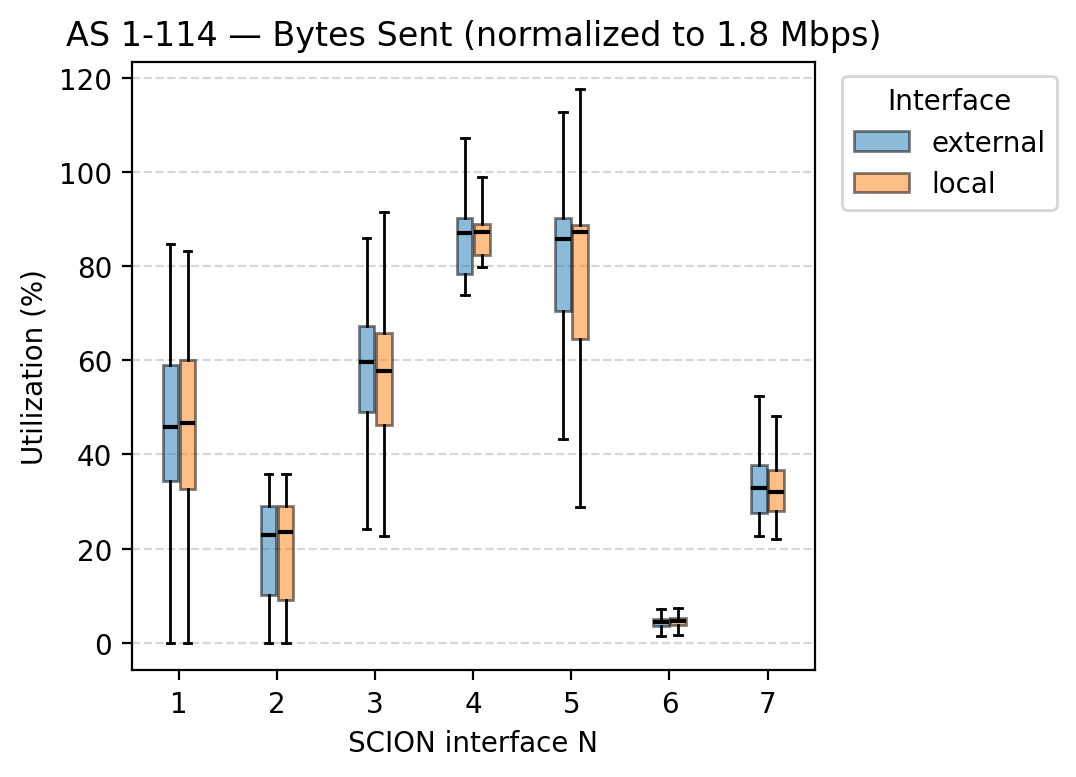 AS 1-114 — Bytes Sent (normalized to 1.8 Mbps)
Utilization (%)
120
100
80
60
40
20
0
1 2 3 4 5 6 7
SCION interface N
Interface
external
local